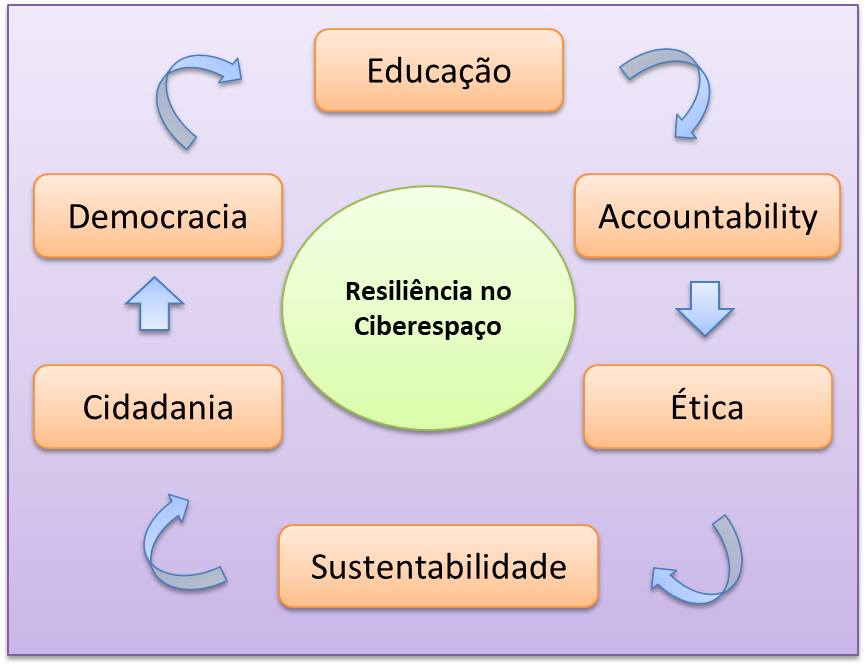 Educação
Democracia
Accountability
Resiliência no
Ciberespaço
Cidadania
Ética
Sustentabilidade